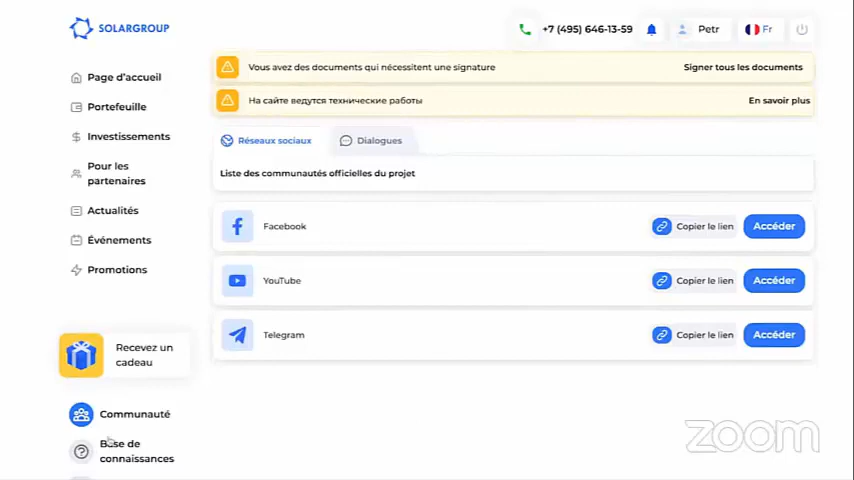 SOLARGROUP
+7 (495) 646-13-59
Petr
Fr
Page d'accueil
Portefeuille
Investissements
Pour les
partenaires
Actualités
Événements
Promotions
Recevez un
cadeau
Communauté
Base de
connaissances
Vous avez des documents qui nécessitent une signature
Signer tous les documents
На сайте ведутся технические работы
En savoir plus
Réseaux sociaux
Dialogues
Liste des communautés officielles du projet
Facebook
Copier le lien
Accéder
YouTube
Copier le lien
Accéder
Telegram
Copier le lien
Accéder
zoom